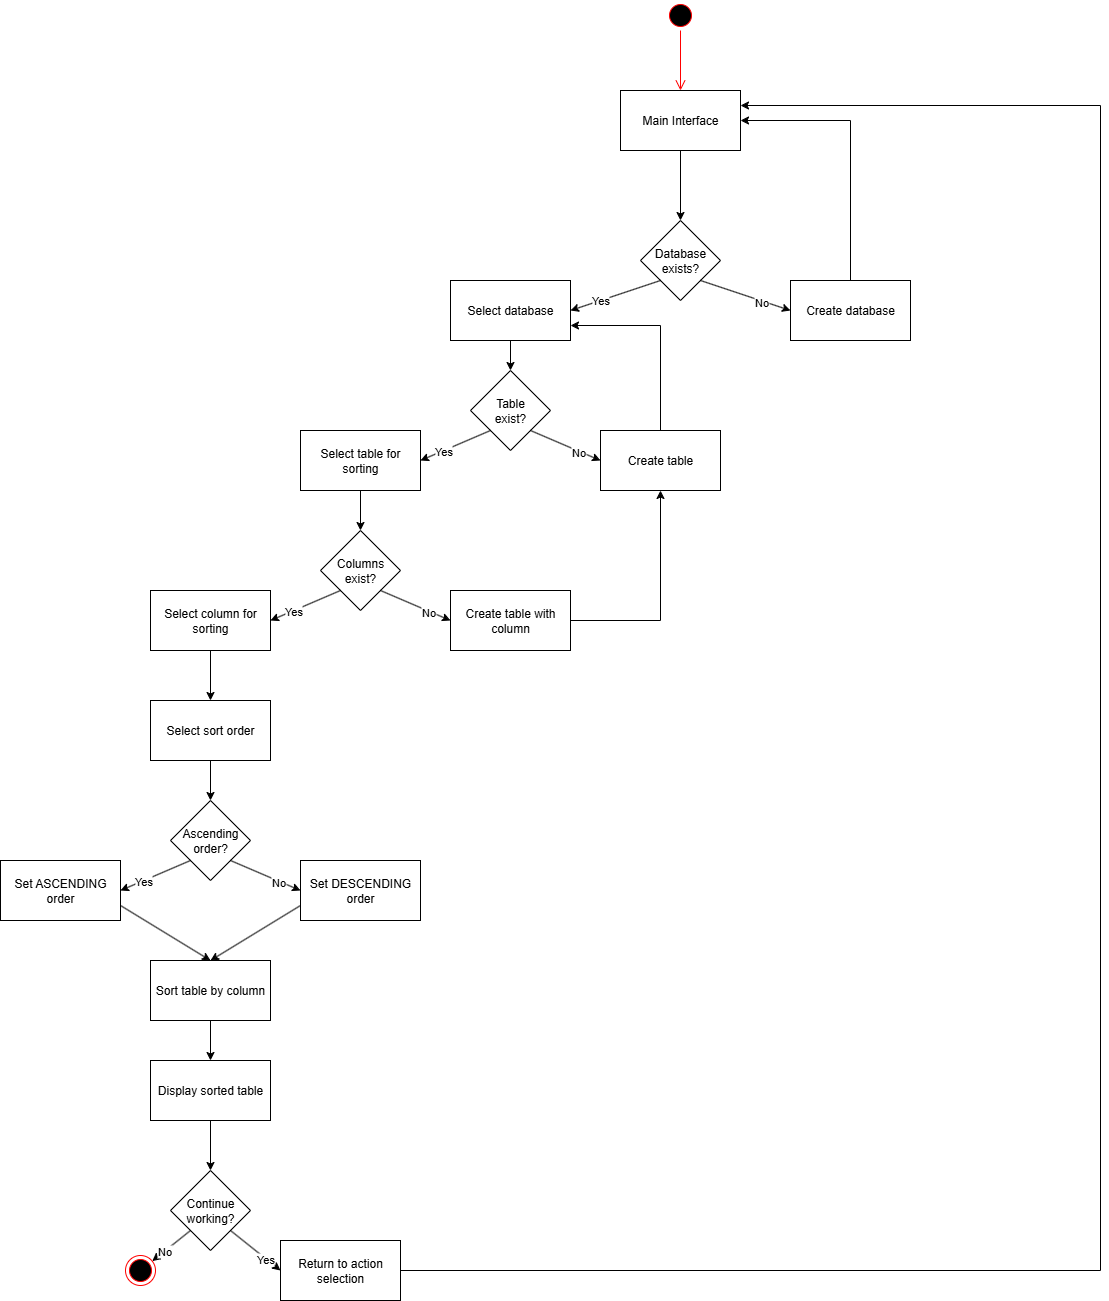 Main Interface
Database
exists?
Yes
No
Select database
Create database
Table
exist?
Yes
No
Select table for
sorting
Create table
Columns
exist?
Yes
No
Select column for
sorting
Create table with
column
Select sort order
Ascending
order?
Yes
No
Set ASCENDING
order
Set DESCENDING
order
Sort table by column
Display sorted table
Continue
working?
No
Yes
Return to action
selection